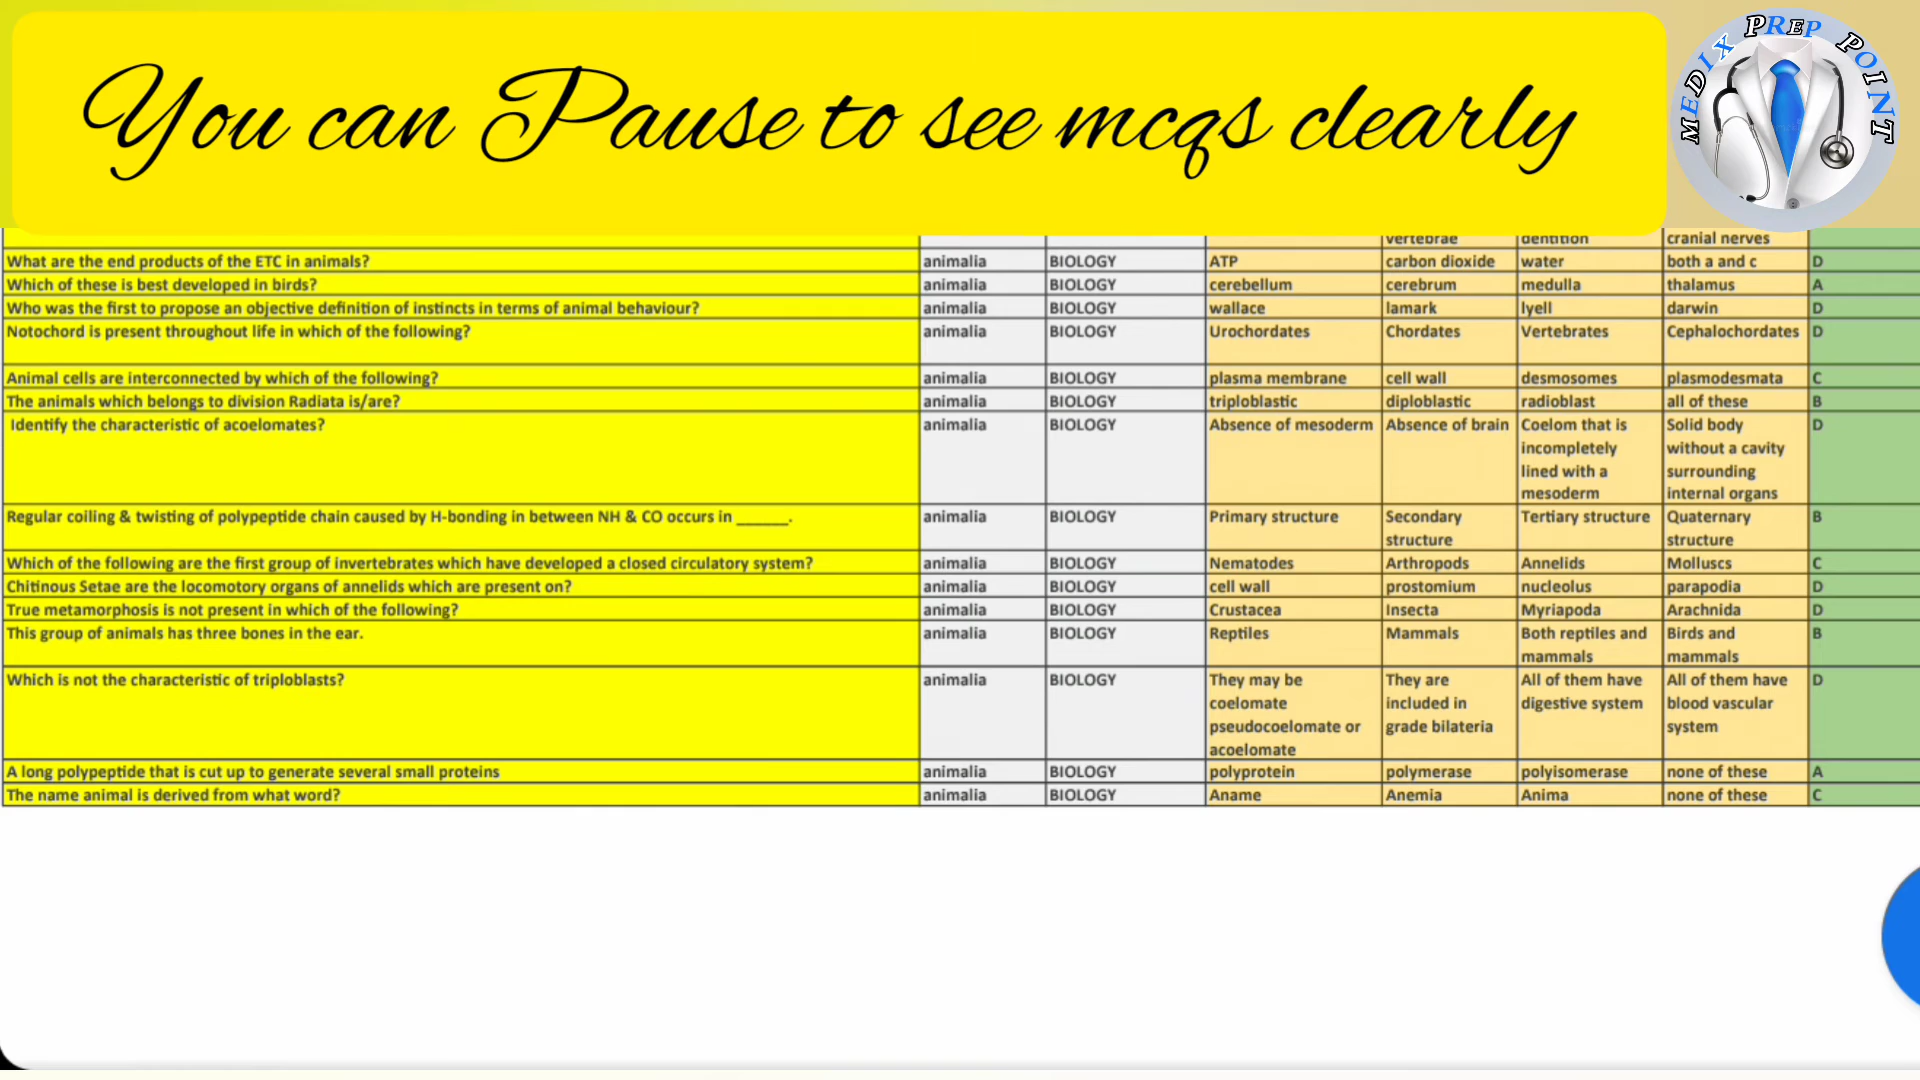 You can Pause to see mcqs clearly
MEDIX PREP POINT
vertebrae dentition cranial nerves
What are the end products of the ETC in animals? animalia BIOLOGY ATP carbon dioxide water both a and c D
Which of these is best developed in birds? animalia BIOLOGY cerebellum cerebrum medulla thalamus A
Who was the first to propose an objective definition of instincts in terms of animal behaviour? animalia BIOLOGY wallace lamark lyell darwin D
Notochord is present throughout life in which of the following? animalia BIOLOGY Urochordates Chordates Vertebrates Cephalochordates D
Animal cells are interconnected by which of the following? animalia BIOLOGY plasma membrane cell wall desmosomes plasmodesmata C
The animals which belongs to division Radiata is/are? animalia BIOLOGY triploblastic diploblastic radioblast all of these B
Identify the characteristic of acoelomates? animalia BIOLOGY Absence of mesoderm Absence of brain Coelom that is Solid body D
incompletely without a cavity
lined with a surrounding
mesoderm internal organs
Regular coiling & twisting of polypeptide chain caused by H-bonding in between NH & CO occurs in ______. animalia BIOLOGY Primary structure Secondary Tertiary structure Quaternary B
structure structure
Which of the following are the first group of invertebrates which have developed a closed circulatory system? animalia BIOLOGY Nematodes Arthropods Annelids Molluscs C
Chitinous Setae are the locomotory organs of annelids which are present on? animalia BIOLOGY cell wall prostomium nucleolus parapodia D
True metamorphosis is not present in which of the following? animalia BIOLOGY Crustacea Insecta Myriapoda Arachnida D
This group of animals has three bones in the ear. animalia BIOLOGY Reptiles Mammals Both reptiles and Birds and B
mammals mammals
Which is not the characteristic of triploblasts? animalia BIOLOGY They may be They are All of them have All of them have D
coelomate included in digestive system blood vascular
pseudocoelomate or grade bilateria system
acoelomate
A long polypeptide that is cut up to generate several small proteins animalia BIOLOGY polyprotein polymerase polyisomerase none of these A
The name animal is derived from what word? animalia BIOLOGY Aname Anemia Anima none of these C